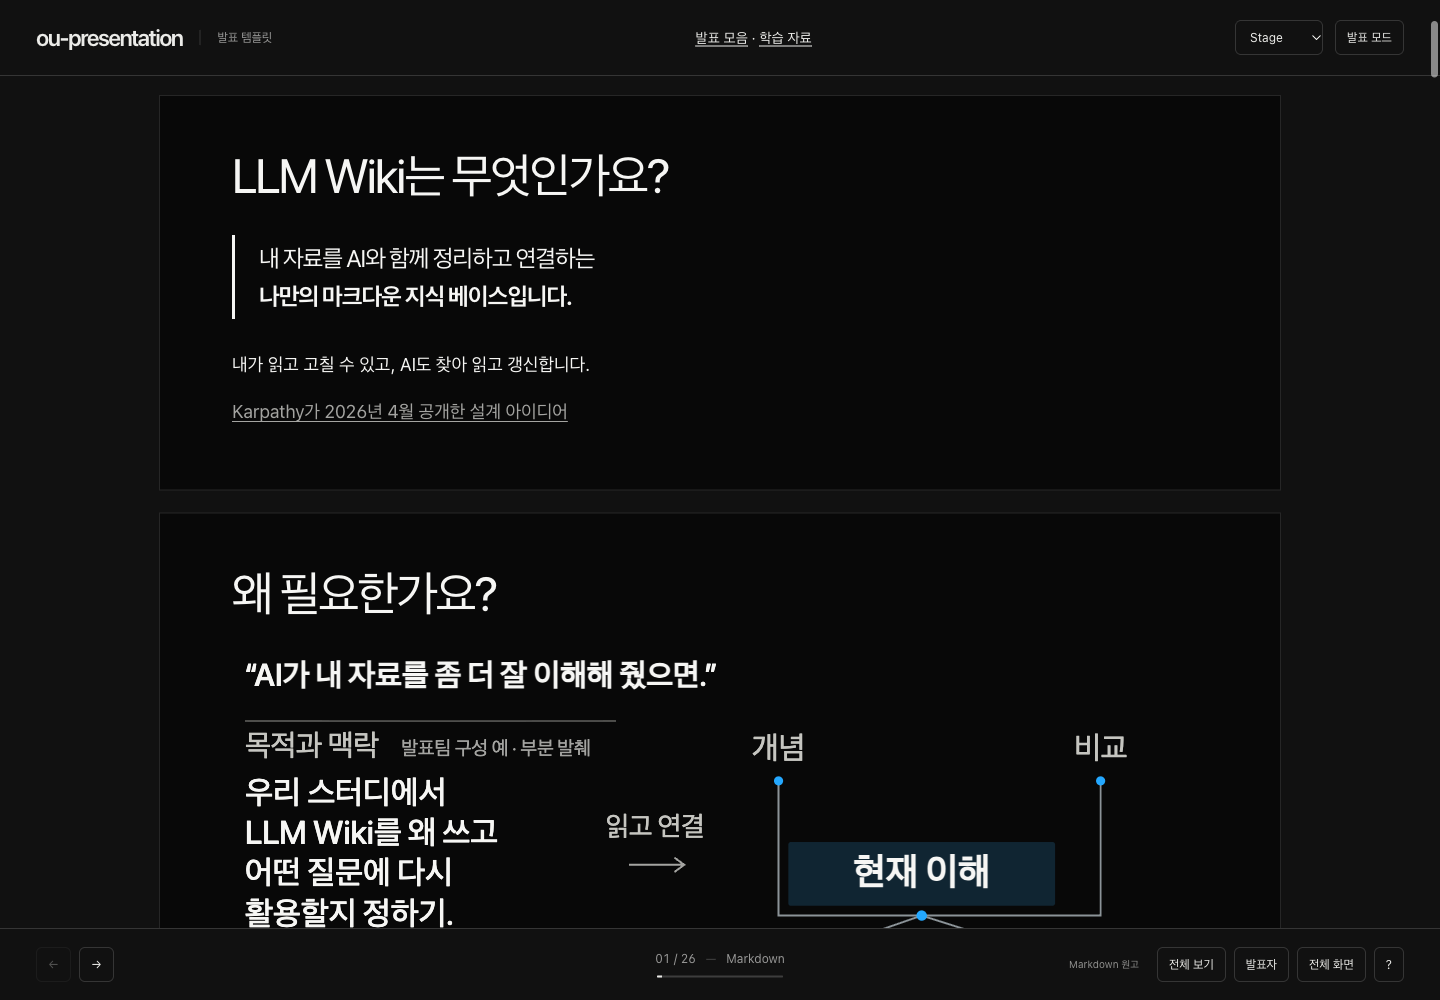 ou-presentation
발표 템플릿
발표 모음 · 학습 자료
Stage
발표 모드
LLM Wiki는 무엇인가요?
내 자료를 AI와 함께 정리하고 연결하는
나만의 마크다운 지식 베이스입니다.
내가 읽고 고칠 수 있고, AI도 찾아 읽고 갱신합니다.
Karpathy가 2026년 4월 공개한 설계 아이디어
왜 필요한가요?
“AI가 내 자료를 좀 더 잘 이해해 줬으면.”
목적과 맥락 발표팀 구성 예 · 부분 발췌
우리 스터디에서
LLM Wiki를 왜 쓰고
어떤 질문에 다시
활용할지 정하기.
읽고 연결
→
개념
비교
현재 이해
←
→
01 / 26 — Markdown
Markdown 원고
전체 보기
발표자
전체 화면
?